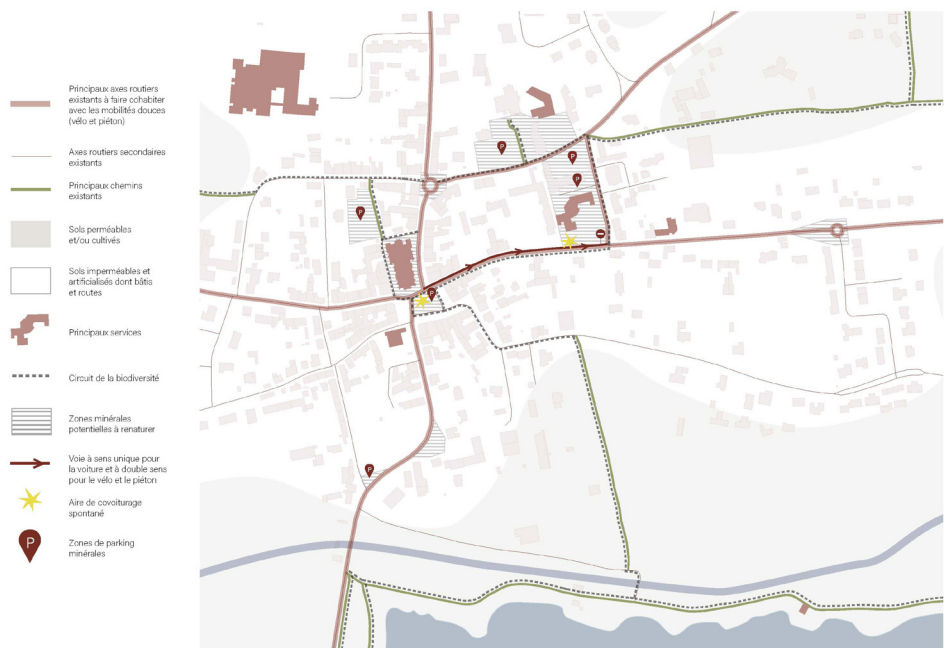 Principaux axes routiers
existants à faire cohabiter
avec les mobilités douces
(vélo et piéton)
Axes routiers secondaires
existants
Principaux chemins
existants
Sols perméables
et/ou cultivés
Sols imperméables et
artificialisés dont bâtis
et routes
Principaux services
Circuit de la biodiversité
Zones minérales
potentielles à renaturer
Voie à sens unique pour
la voiture et à double sens
pour le vélo et le piéton
Aire de covoiturage
spontané
P
Zones de parking
minérales
P
P
P
P
P
P